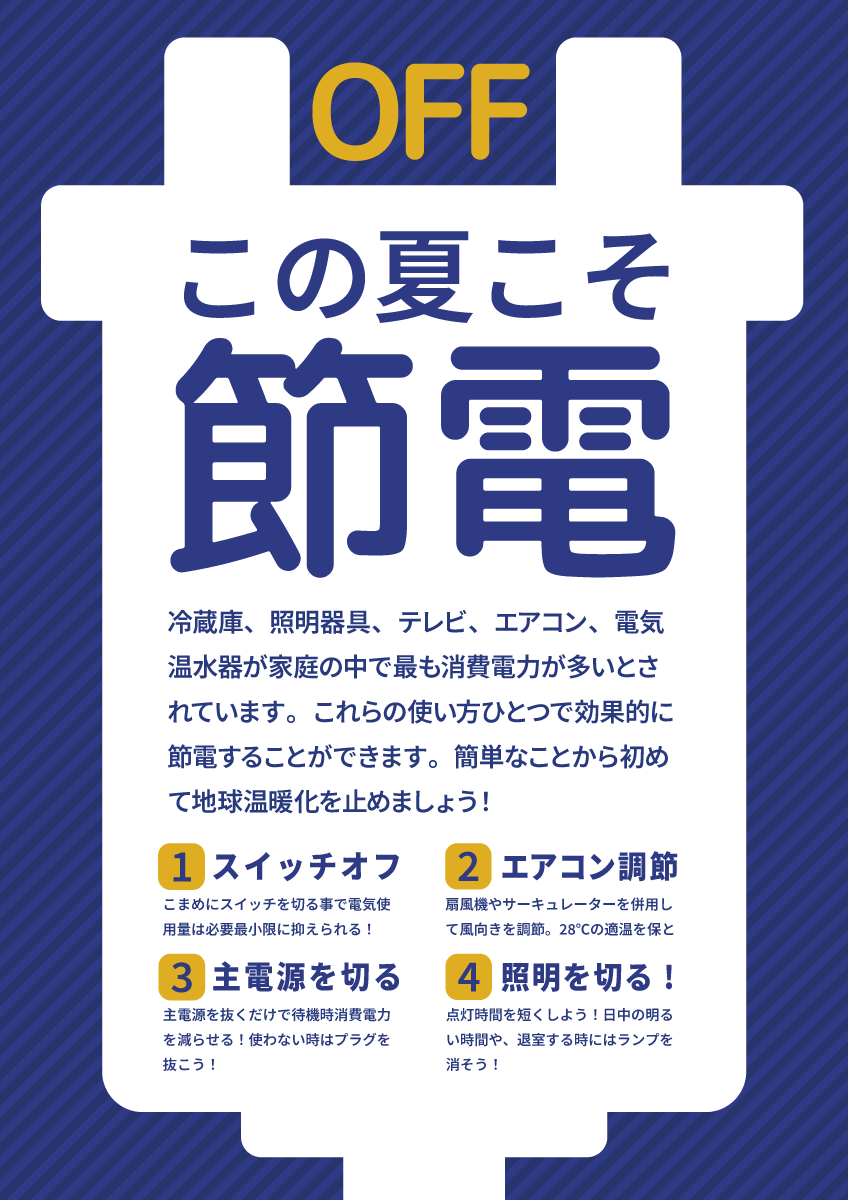 OFF
この夏こそ
節電
冷蔵庫、照明器具、テレビ、エアコン、電気
温水器が家庭の中で最も消費電力が多いとさ
れています。これらの使い方ひとつで効果的に
節電することができます。簡単なことから初め
て地球温暖化を止めましょう！
1 スイッチオフ
こまめにスイッチを切る事で電気使
用量は必要最小限に抑えられる！
2 エアコン調節
扇風機やサーキュレーターを併用し
て風向きを調節。28℃の適温を保と
3 主電源を切る
主電源を抜くだけで待機時消費電力
を減らせる！使わない時はプラグを
抜こう！
4 照明を切る！
点灯時間を短くしよう！日中の明る
い時間や、退室する時にはランプを
消そう！